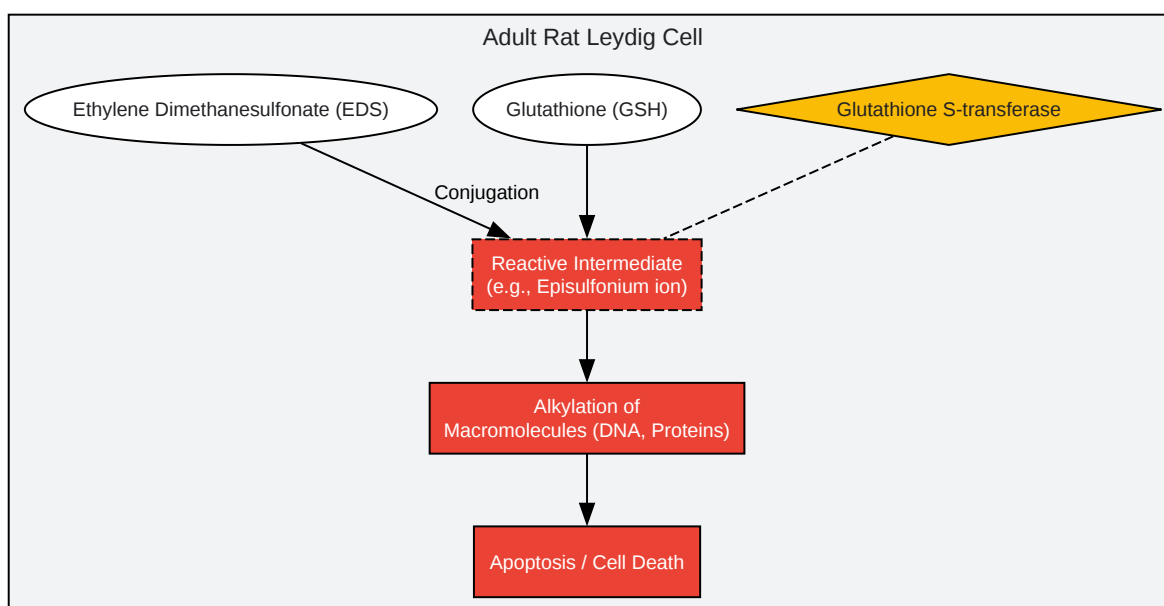 Adult Rat Leydig Cell
Ethylene Dimethanesulfonate (EDS)
Glutathione (GSH)
Glutathione S-transferase
Conjugation
Reactive Intermediate
(e.g., Episulfonium ion)
Alkylation of
Macromolecules (DNA, Proteins)
Apoptosis / Cell Death